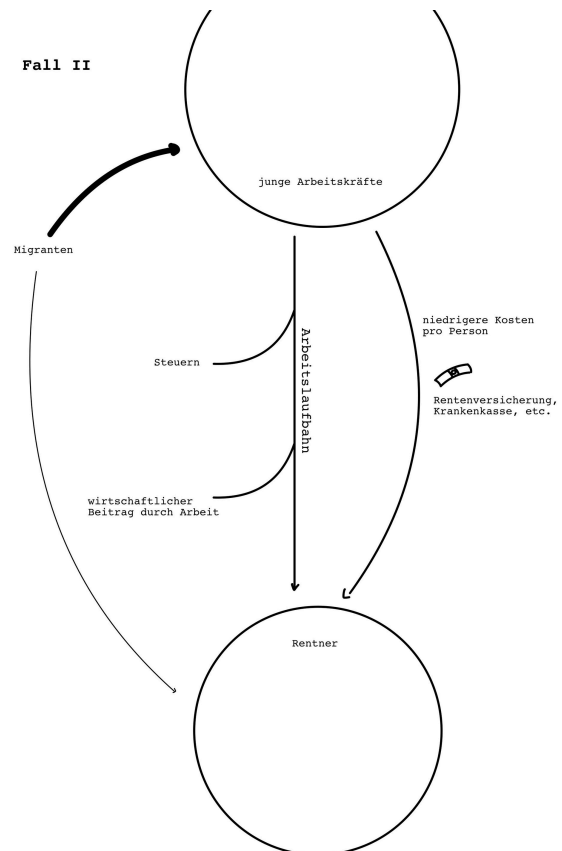 Fall II
junge Arbeitskräfte
Migranten
niedrigere Kosten
pro Person
Steuern
Arbeitslaufbahn
Rentenversicherung,
Krankenkasse, etc.
wirtschaftlicher
Beitrag durch Arbeit
Rentner